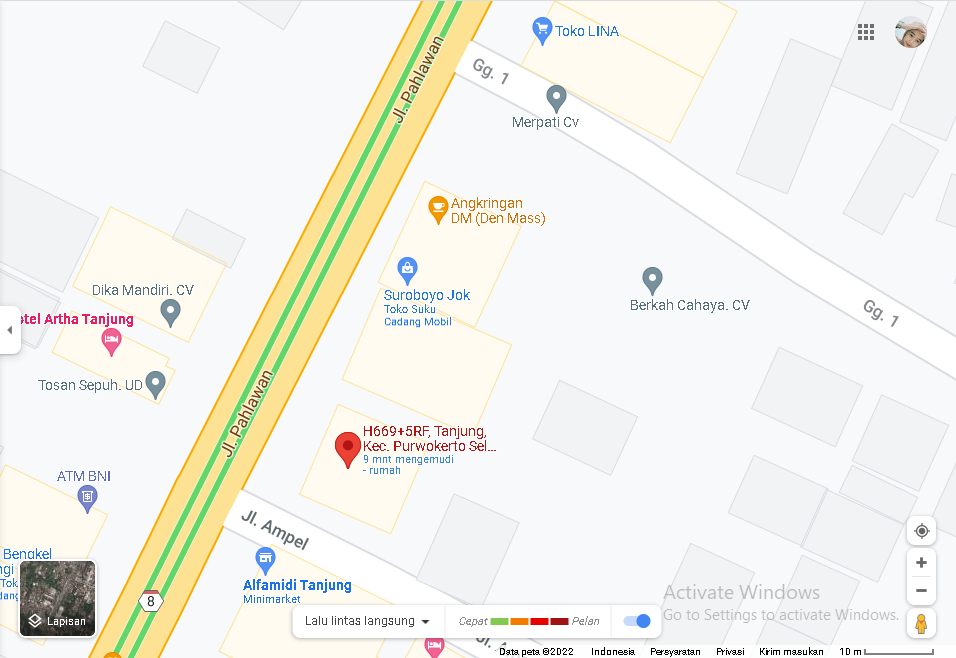 Toko LINA
Jl. Pahlawan
Gg. 1
Merpati Cv
Angkringan
DM (Den Mass)
Suroboyo Jok
Toko Suku
Cadang Mobil
Dika Mandiri. CV
Berkah Cahaya. CV
Gg. 1
tel Artha Tanjung
Tosan Sepuh. UD
Jl. Pahlawan
H669+5RF, Tanjung,
Kec. Purwokerto Sel...
9 mnt mengemudi
- rumah
ATM BNI
Jl. Ampel
Bengkel
Alfamidi Tanjung
Minimarket
8
Lapisan
Lalu lintas langsung
Cepat
Pelan
Activate Windows
Go to Settings to activate Windows.
Data peta ©2022
Indonesia
Persyaratan
Privasi
Kirim masukan
10 m